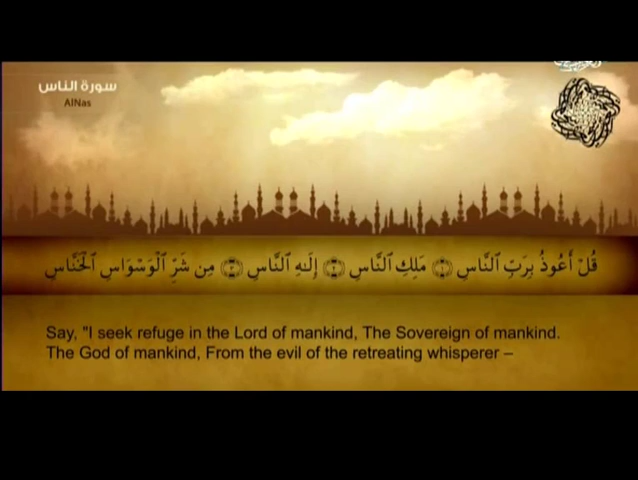 سورة الناس
AlNas
قُلْ أَعُوذُ بِرَبِّ ٱلنَّاسِ ۝١ مَلِكِ ٱلنَّاسِ ۝٢ إِلَـٰهِ ٱلنَّاسِ ۝٣ مِن شَرِّ ٱلْوَسْوَاسِ ٱلْخَنَّاسِ
Say, "I seek refuge in the Lord of mankind, The Sovereign of mankind.
The God of mankind, From the evil of the retreating whisperer –